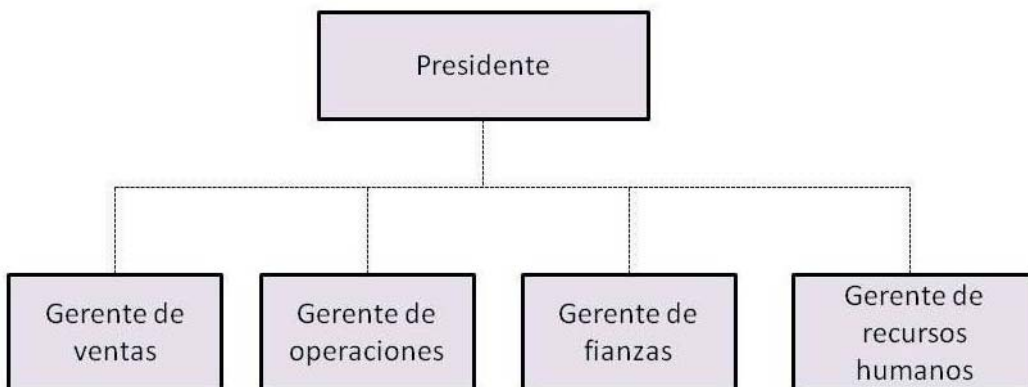 Presidente
Gerente de
ventas
Gerente de
operaciones
Gerente de
fianzas
Gerente de
recursos
humanos